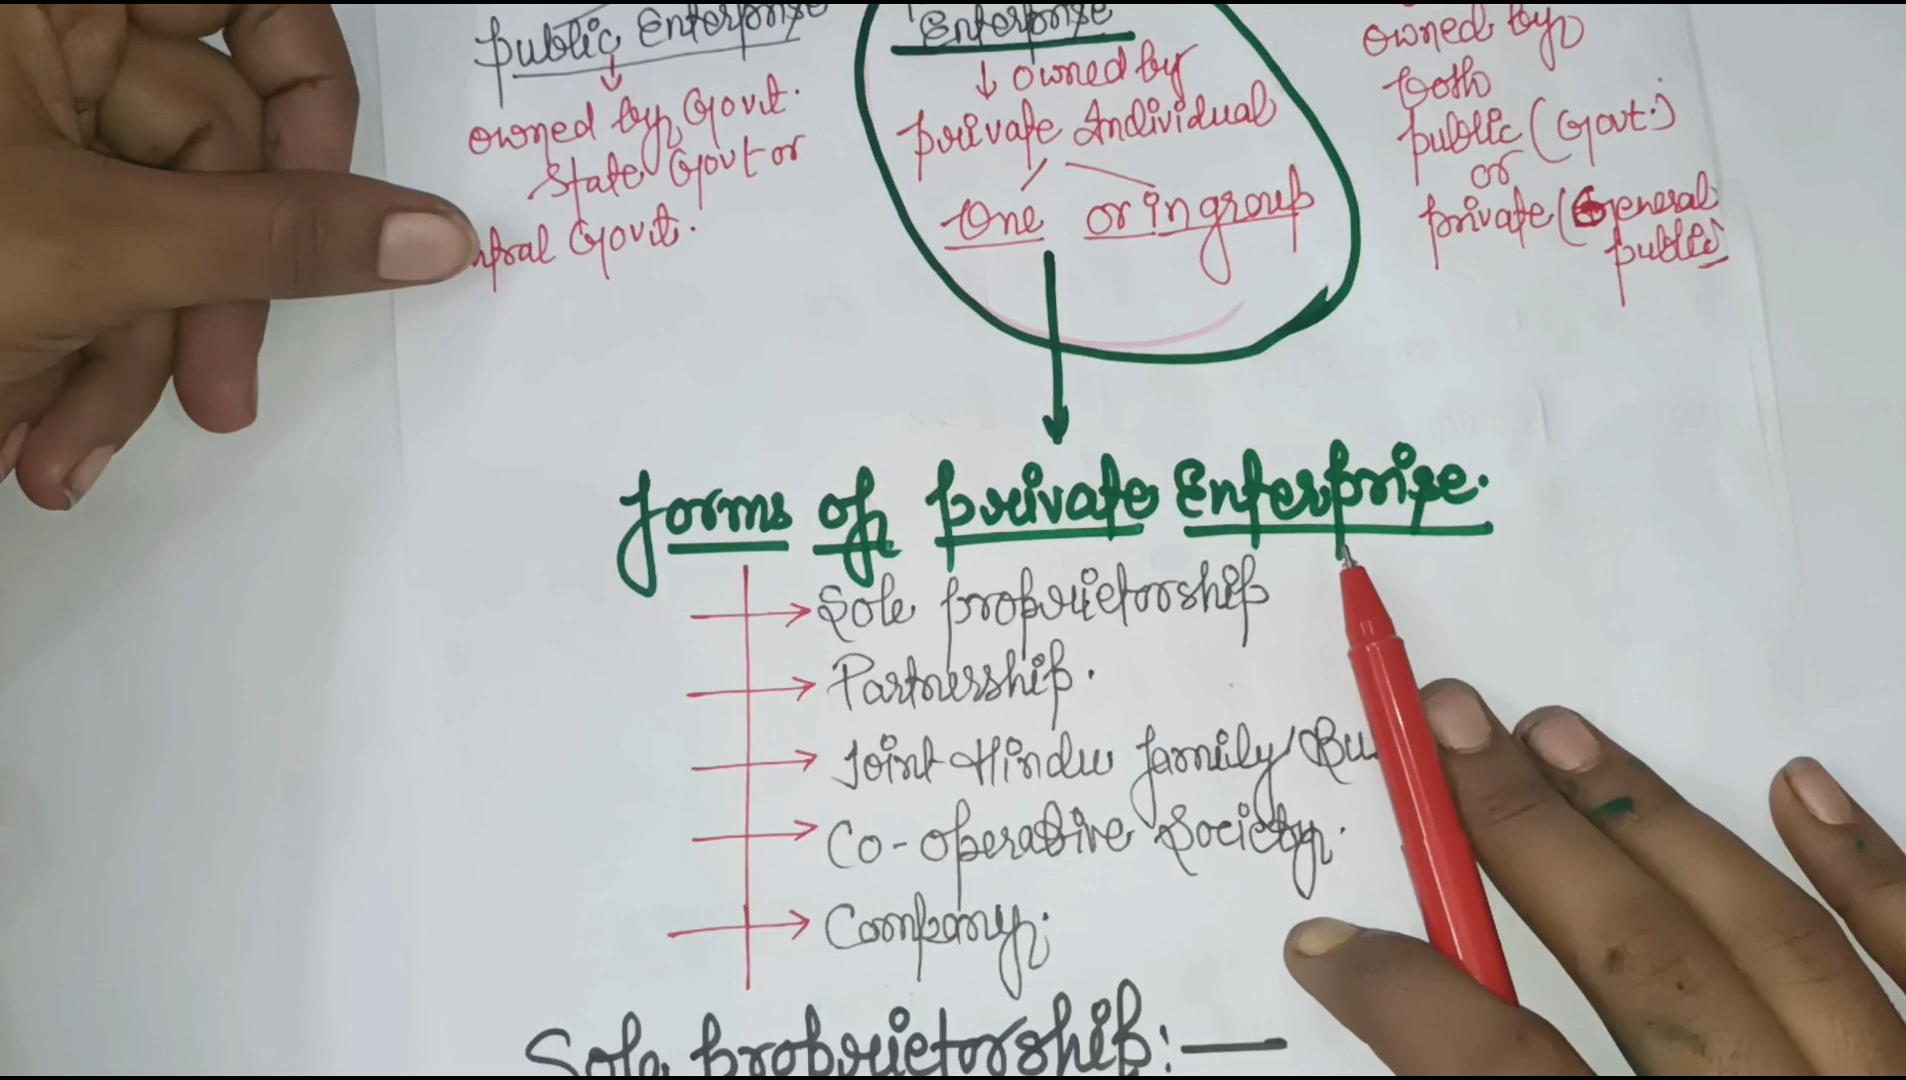 public Enterprise
owned by Govt.
State Govt or
ntral Govt.
Enterprise
owned by
private Individual
One or in group
owned by
both
public (Govt.)
or
private (General
public)
forms of private Enterprise.
Sole proprietorship
Partnership.
Joint Hindu family Bu
Co-operative Society.
Company.
Sole proprietorship:—